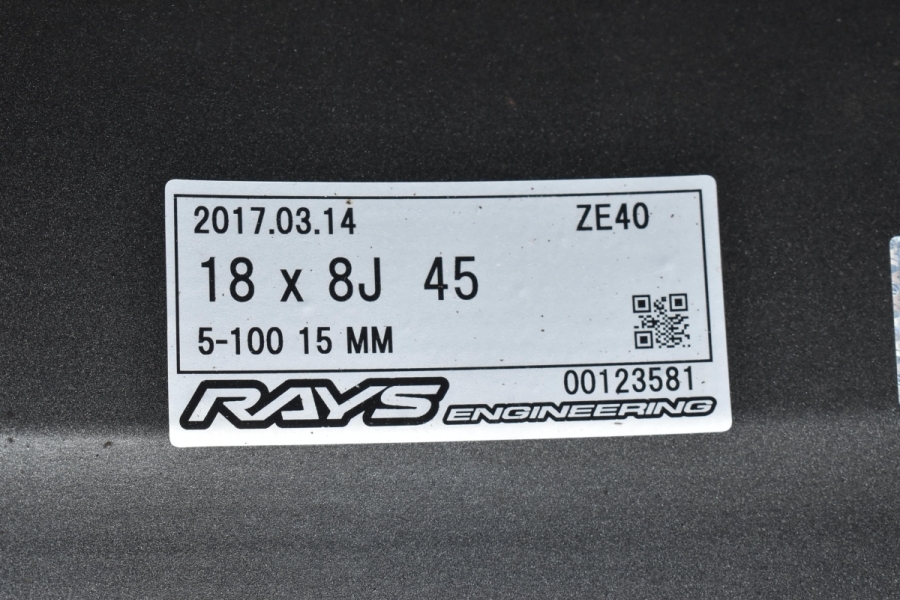 2017.03.14 ZE40
18 x 8J 45
5-100 15 MM
00123581
RAYS ENGINEERING